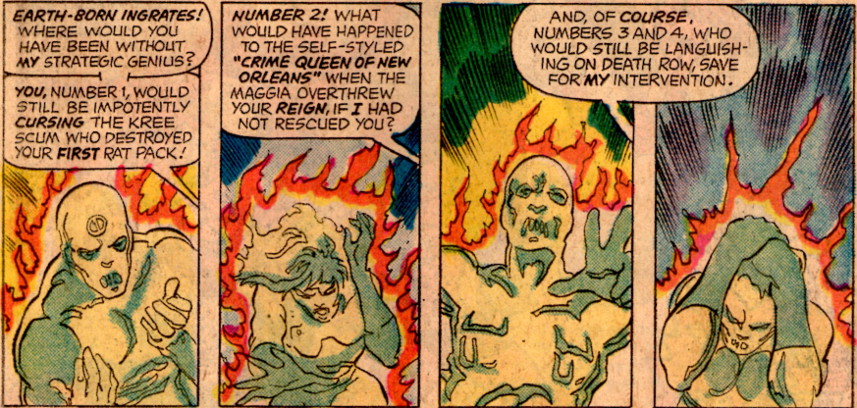 EARTH-BORN INGRATES!
WHERE WOULD YOU
HAVE BEEN WITHOUT
MY STRATEGIC GENIUS?
YOU, NUMBER 1, WOULD
STILL BE IMPOTENTLY
CURSING THE KREE
SCUM WHO DESTROYED
YOUR FIRST RAT PACK!
NUMBER 2! WHAT
WOULD HAVE HAPPENED
TO THE SELF-STYLED
"CRIME QUEEN OF NEW
ORLEANS" WHEN THE
MAGGIA OVERTHREW
YOUR REIGN, IF I HAD
NOT RESCUED YOU?
AND, OF COURSE,
NUMBERS 3 AND 4, WHO
WOULD STILL BE LANGUISH-
ING ON DEATH ROW, SAVE
FOR MY INTERVENTION.